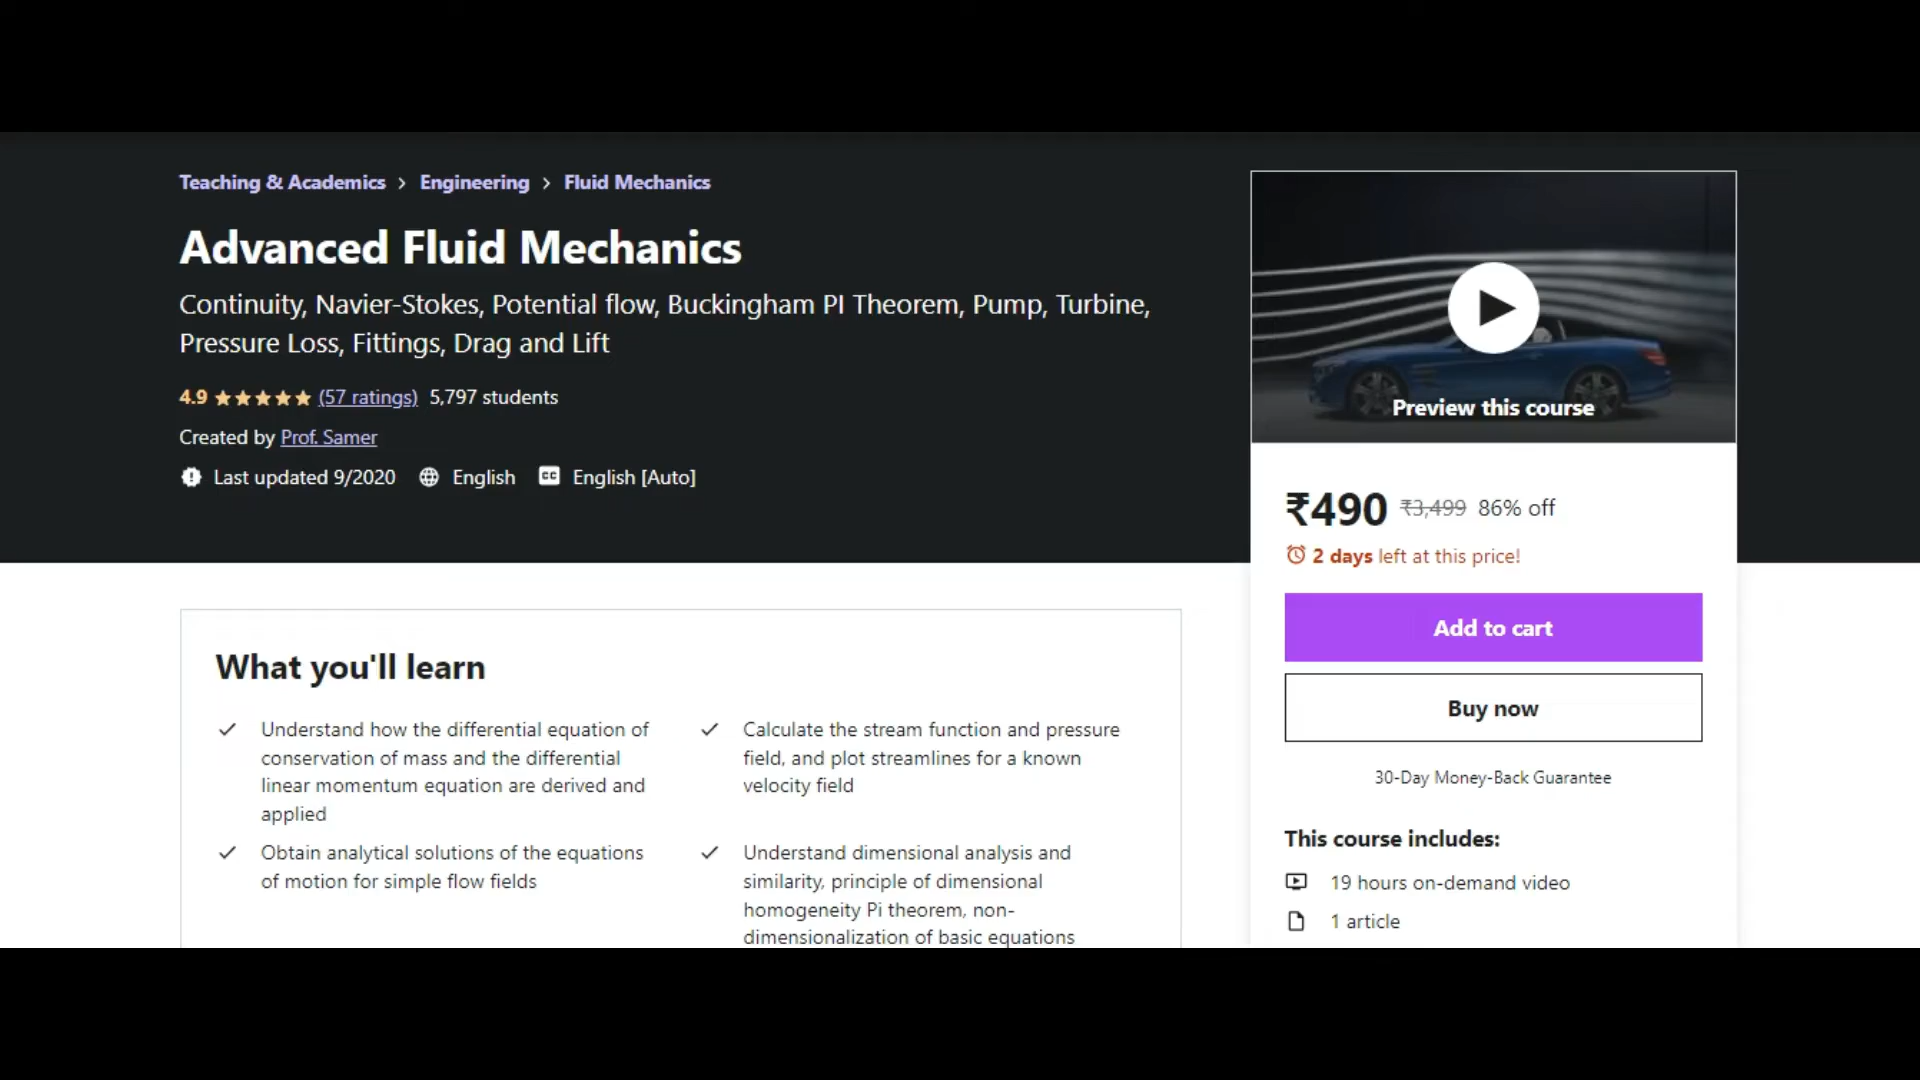 Teaching & Academics > Engineering > Fluid Mechanics
Advanced Fluid Mechanics
Continuity, Navier-Stokes, Potential flow, Buckingham PI Theorem, Pump, Turbine,
Pressure Loss, Fittings, Drag and Lift
4.9 (57 ratings) 5,797 students
Created by Prof. Samer
Last updated 9/2020 English CC English [Auto]
Preview this course
₹490 ₹3,499 86% off
2 days left at this price!
Add to cart
Buy now
30-Day Money-Back Guarantee
This course includes:
19 hours on-demand video
1 article
What you'll learn
Understand how the differential equation of
conservation of mass and the differential
linear momentum equation are derived and
applied
Calculate the stream function and pressure
field, and plot streamlines for a known
velocity field
Obtain analytical solutions of the equations
of motion for simple flow fields
Understand dimensional analysis and
similarity, principle of dimensional
homogeneity Pi theorem, non-
dimensionalization of basic equations